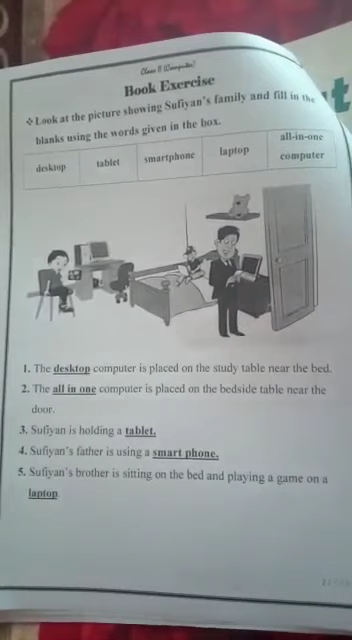 Class II (Computer)
Book Exercise
❖ Look at the picture showing Sufiyan's family and fill in the
blanks using the words given in the box.
desktop tablet smartphone laptop all-in-one computer
1. The desktop computer is placed on the study table near the bed.
2. The all in one computer is placed on the bedside table near the
door.
3. Sufiyan is holding a tablet.
4. Sufiyan's father is using a smart phone.
5. Sufiyan's brother is sitting on the bed and playing a game on a
laptop.